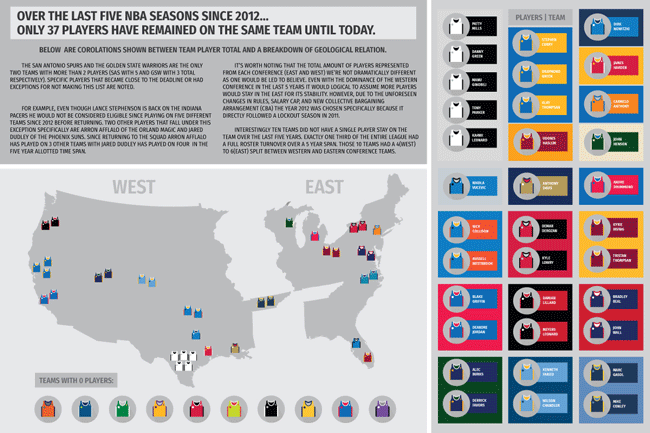 OVER THE LAST FIVE NBA SEASONS SINCE 2012...
ONLY 37 PLAYERS HAVE REMAINED ON THE SAME TEAM UNTIL TODAY.
BELOW ARE COROLATIONS SHOWN BETWEEN TEAM PLAYER TOTAL AND A BREAKDOWN OF GEOLOGICAL RELATION.
THE SAN ANTONIO SPURS AND THE GOLDEN STATE WARRIORS ARE THE ONLY
TWO TEAMS WITH MORE THAN 2 PLAYERS (SAS WITH 5 AND GSW WITH 3 TOTAL
RESPECTIVELY). SPECIFIC PLAYERS THAT BECAME CLOSE TO THE DEADLINE OR HAD
EXCEPTIONS FOR NOT MAKING THIS LIST ARE NOTED.
FOR EXAMPLE, EVEN THOUGH LANCE STEPHENSON IS BACK ON THE INDIANA
PACERS HE WOULD NOT BE CONSIDERED ELIGIBLE SINCE PLAYING ON FIVE DIFFERENT
TEAMS SINCE 2012 BEFORE RETURNING. TWO OTHER PLAYERS THAT FALL UNDER THIS
EXCEPTION SPECIFICALLY ARE ARRON AFFLALO OF THE ORLAND MAGIC AND JARED
DUDLEY OF THE PHOENIX SUNS. SINCE RETURNING TO THE SQUAD ARRON AFFLALO
HAS PLAYED ON 3 OTHER TEAMS WITH JARED DUDLEY HAS PLAYED ON FOUR IN THE
FIVE YEAR ALLOTTED TIME SPAN.
IT'S WORTH NOTING THAT THE TOTAL AMOUNT OF PLAYERS REPRESENTED
FROM EACH CONFERENCE (EAST AND WEST) WE'RE NOT DRAMATICALLY DIFFERENT
AS ONE WOULD BE LED TO BELIEVE. EVEN WITH THE DOMINANCE OF THE WESTERN
CONFERENCE IN THE LAST 5 YEARS IT WOULD LOGICAL TO ASSUME MORE PLAYERS
WOULD STAY IN THE EAST FOR ITS STABILITY. HOWEVER, DUE TO THE UNFORSEEN
CHANGES IN RULES, SALARY CAP, AND NEW COLLECTIVE BARGAINING
ARRANGEMENT (CBA) THE YEAR 2012 WAS CHOSEN SPECIFICALLY BECAUSE IT
DIRECTLY FOLLOWED A LOCKOUT SEASON IN 2011.
INTERESTINGLY TEN TEAMS DID NOT HAVE A SINGLE PLAYER STAY ON THE
TEAM OVER THE LAST FIVE YEARS. EXACTLY ONE THIRD OF THE ENTIRE LEAGUE HAD
A FULL ROSTER TURNOVER OVER A 5 YEAR SPAN. THOSE 10 TEAMS HAD A 4(WEST)
TO 6(EAST) SPLIT BETWEEN WESTERN AND EASTERN CONFERENCE TEAMS.
WEST
EAST
TEAMS WITH 0 PLAYERS:
PLAYERS | TEAM
PATTY MILLS
DANNY GREEN
MANU GINOBILI
TONY PARKER
KAWHI LEONARD
STEPHEN CURRY
DRAYMOND GREEN
KLAY THOMPSON
UDONIS HASLEM
DIRK NOWITZKI
JAMES HARDEN
CARMELO ANTHONY
JOHN HENSON
NIKOLA VUCEVIC
ANTHONY DAVIS
ANDRE DRUMMOND
NICK COLLISON
RUSSELL WESTBROOK
DEMAR DEROZAN
KYLE LOWRY
KYRIE IRVING
TRISTAN THOMPSON
BLAKE GRIFFIN
DEANDRE JORDAN
DAMIAN LILLARD
MEYERS LEONARD
BRADLEY BEAL
JOHN WALL
ALEC BURKS
DERRICK FAVORS
KENNETH FARIED
WILSON CHANDLER
MARC GASOL
MIKE CONLEY